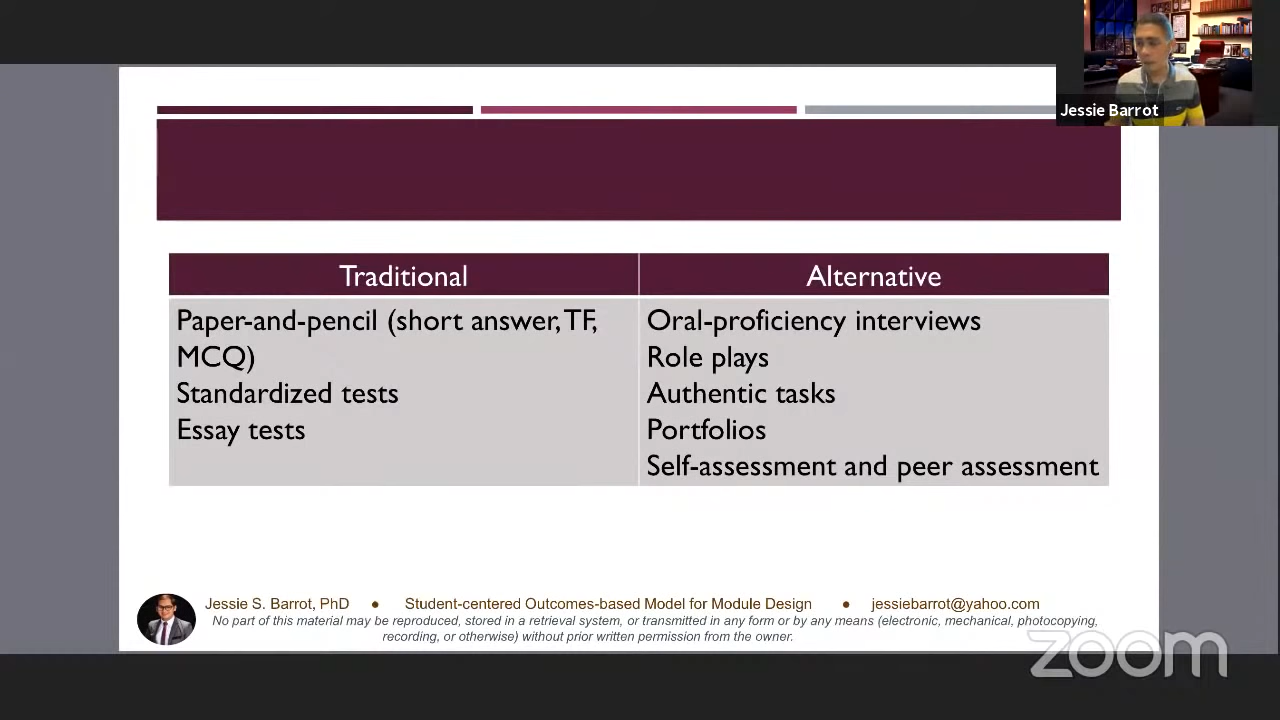 Jessie Barrot
Traditional
Alternative
Paper-and-pencil (short answer, TF,
MCQ)
Standardized tests
Essay tests
Oral-proficiency interviews
Role plays
Authentic tasks
Portfolios
Self-assessment and peer assessment
Jessie S. Barrot, PhD ● Student-centered Outcomes-based Model for Module Design ● jessiebarrot@yahoo.com
No part of this material may be reproduced, stored in a retrieval system, or transmitted in any form or by any means (electronic, mechanical, photocopying,
recording, or otherwise) without prior written permission from the owner.
zoom